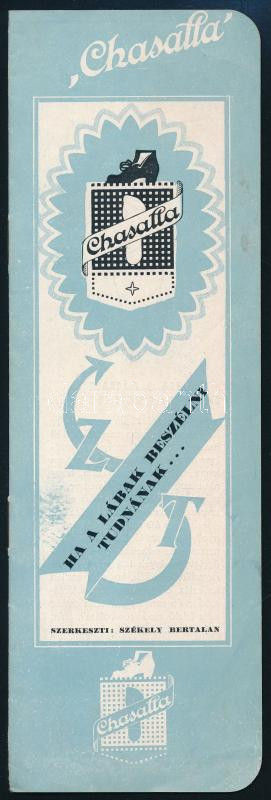 „Chasalla”
Chasalla
Z
HA A LÁBAK BESZÉLNI
TUDNÁNAK...
T
SZERKESZTI: SZÉKELY BERTALAN
Chasalla